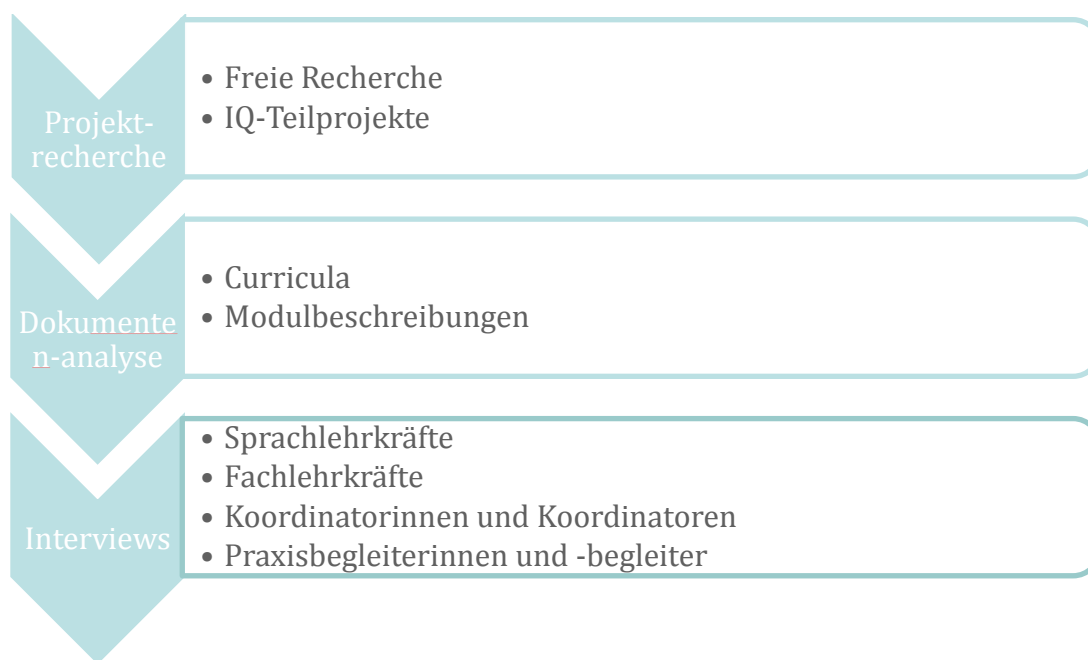 Projekt-
recherche
• Freie Recherche
• IQ-Teilprojekte
Dokumente
n-analyse
• Curricula
• Modulbeschreibungen
Interviews
• Sprachlehrkräfte
• Fachlehrkräfte
• Koordinatorinnen und Koordinatoren
• Praxisbegleiterinnen und -begleiter